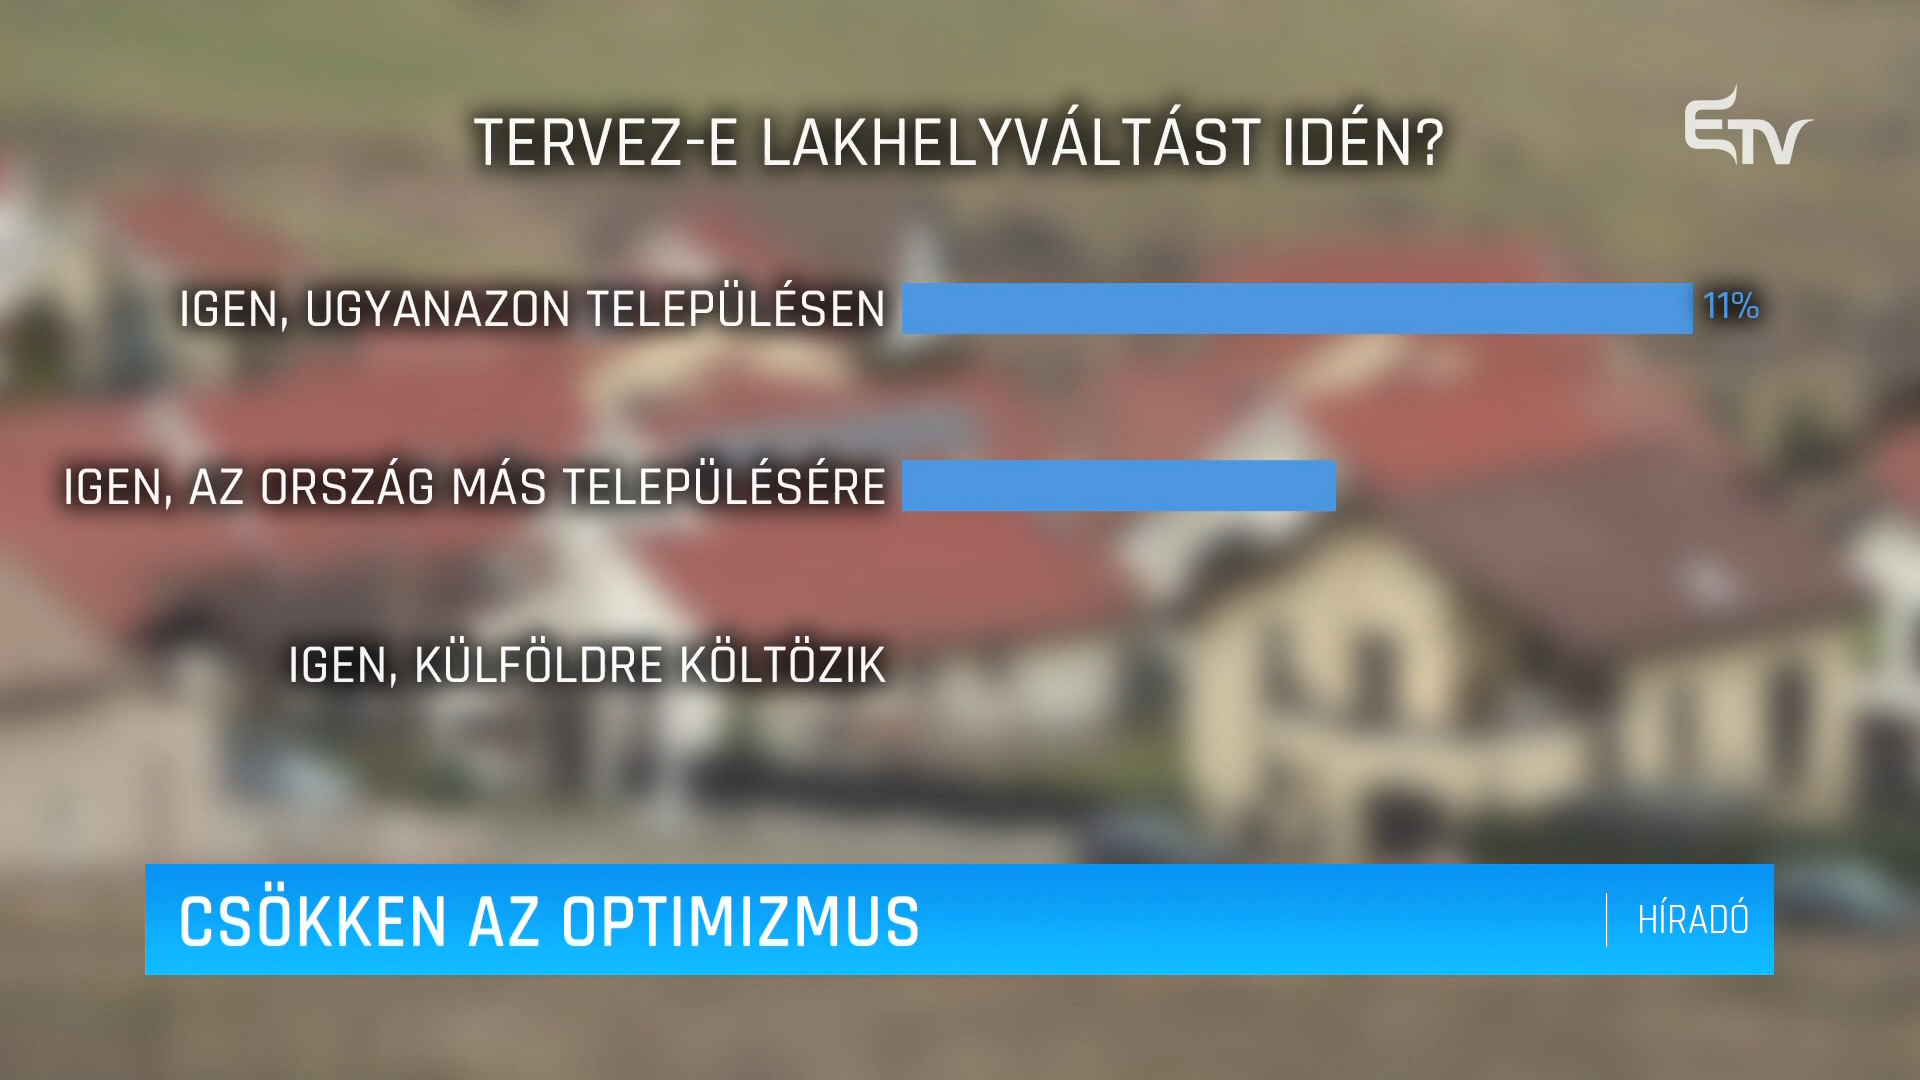 TERVEZ-E LAKHELYVÁLTÁST IDÉN?
ETV
IGEN, UGYANAZON TELEPÜLÉSEN 11%
IGEN, AZ ORSZÁG MÁS TELEPÜLÉSÉRE
IGEN, KÜLFÖLDRE KÖLTÖZIK
CSÖKKEN AZ OPTIMIZMUS
HÍRADÓ